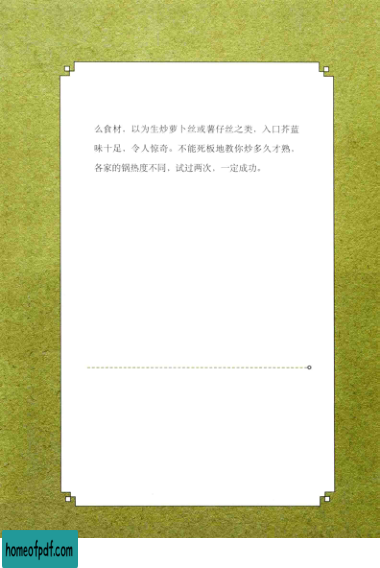 么食材，以为生炒萝卜丝或薯仔丝之类，入口芥蓝
味十足，令人惊奇。不能死板地教你炒多久才熟，
各家的锅热度不同，试过两次，一定成功。
homeofpdf.com